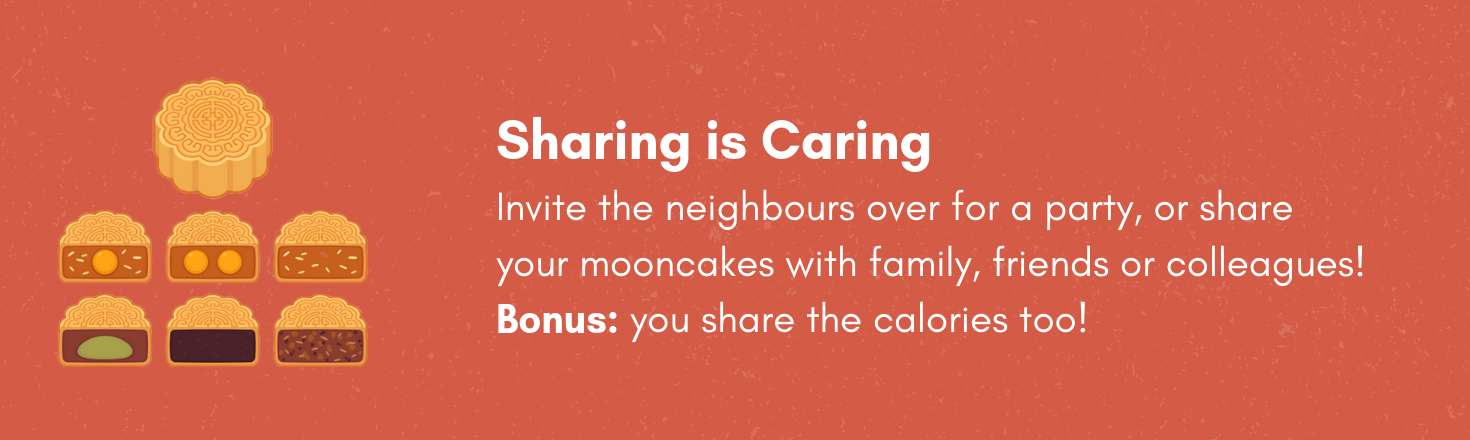 Sharing is Caring
Invite the neighbours over for a party, or share
your mooncakes with family, friends or colleagues!
Bonus: you share the calories too!